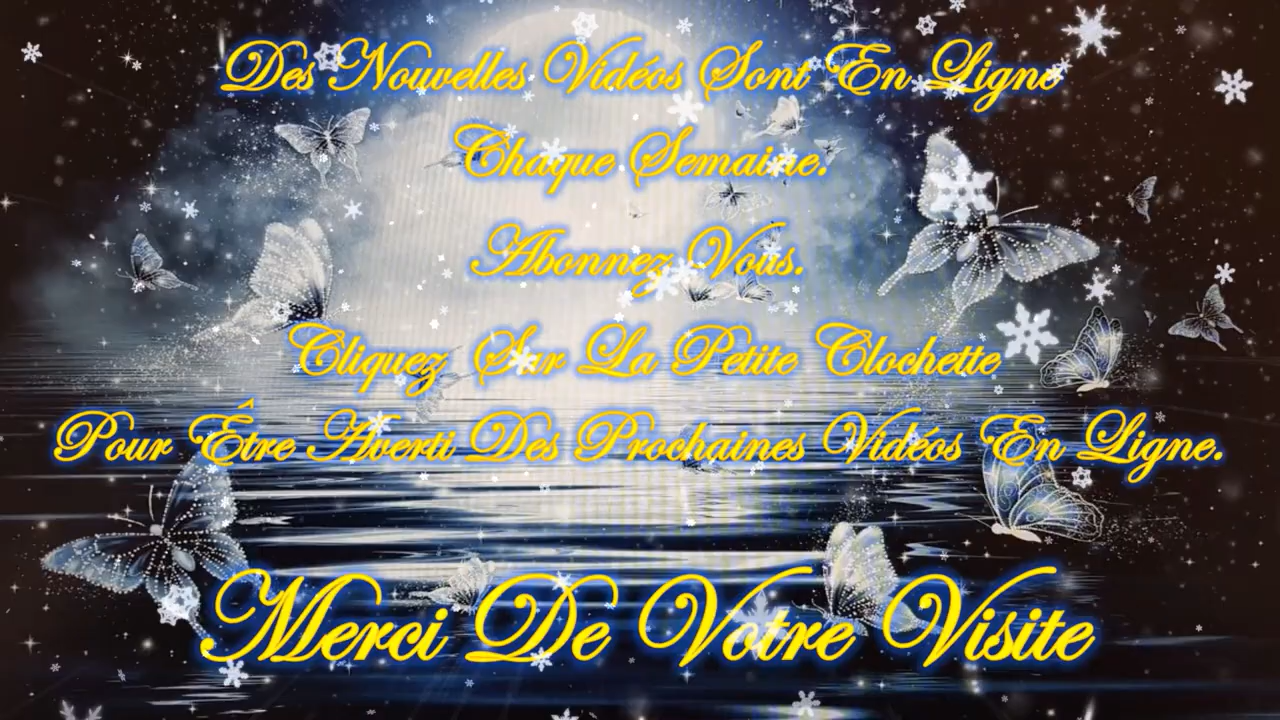 Des Nouvelles Vidéos Sont En Ligne
Chaque Semaine.
Abonnez Vous.
Cliquez Sur La Petite Clochette
Pour Être Averti Des Prochaines Vidéos En Ligne.
Merci De Votre Visite